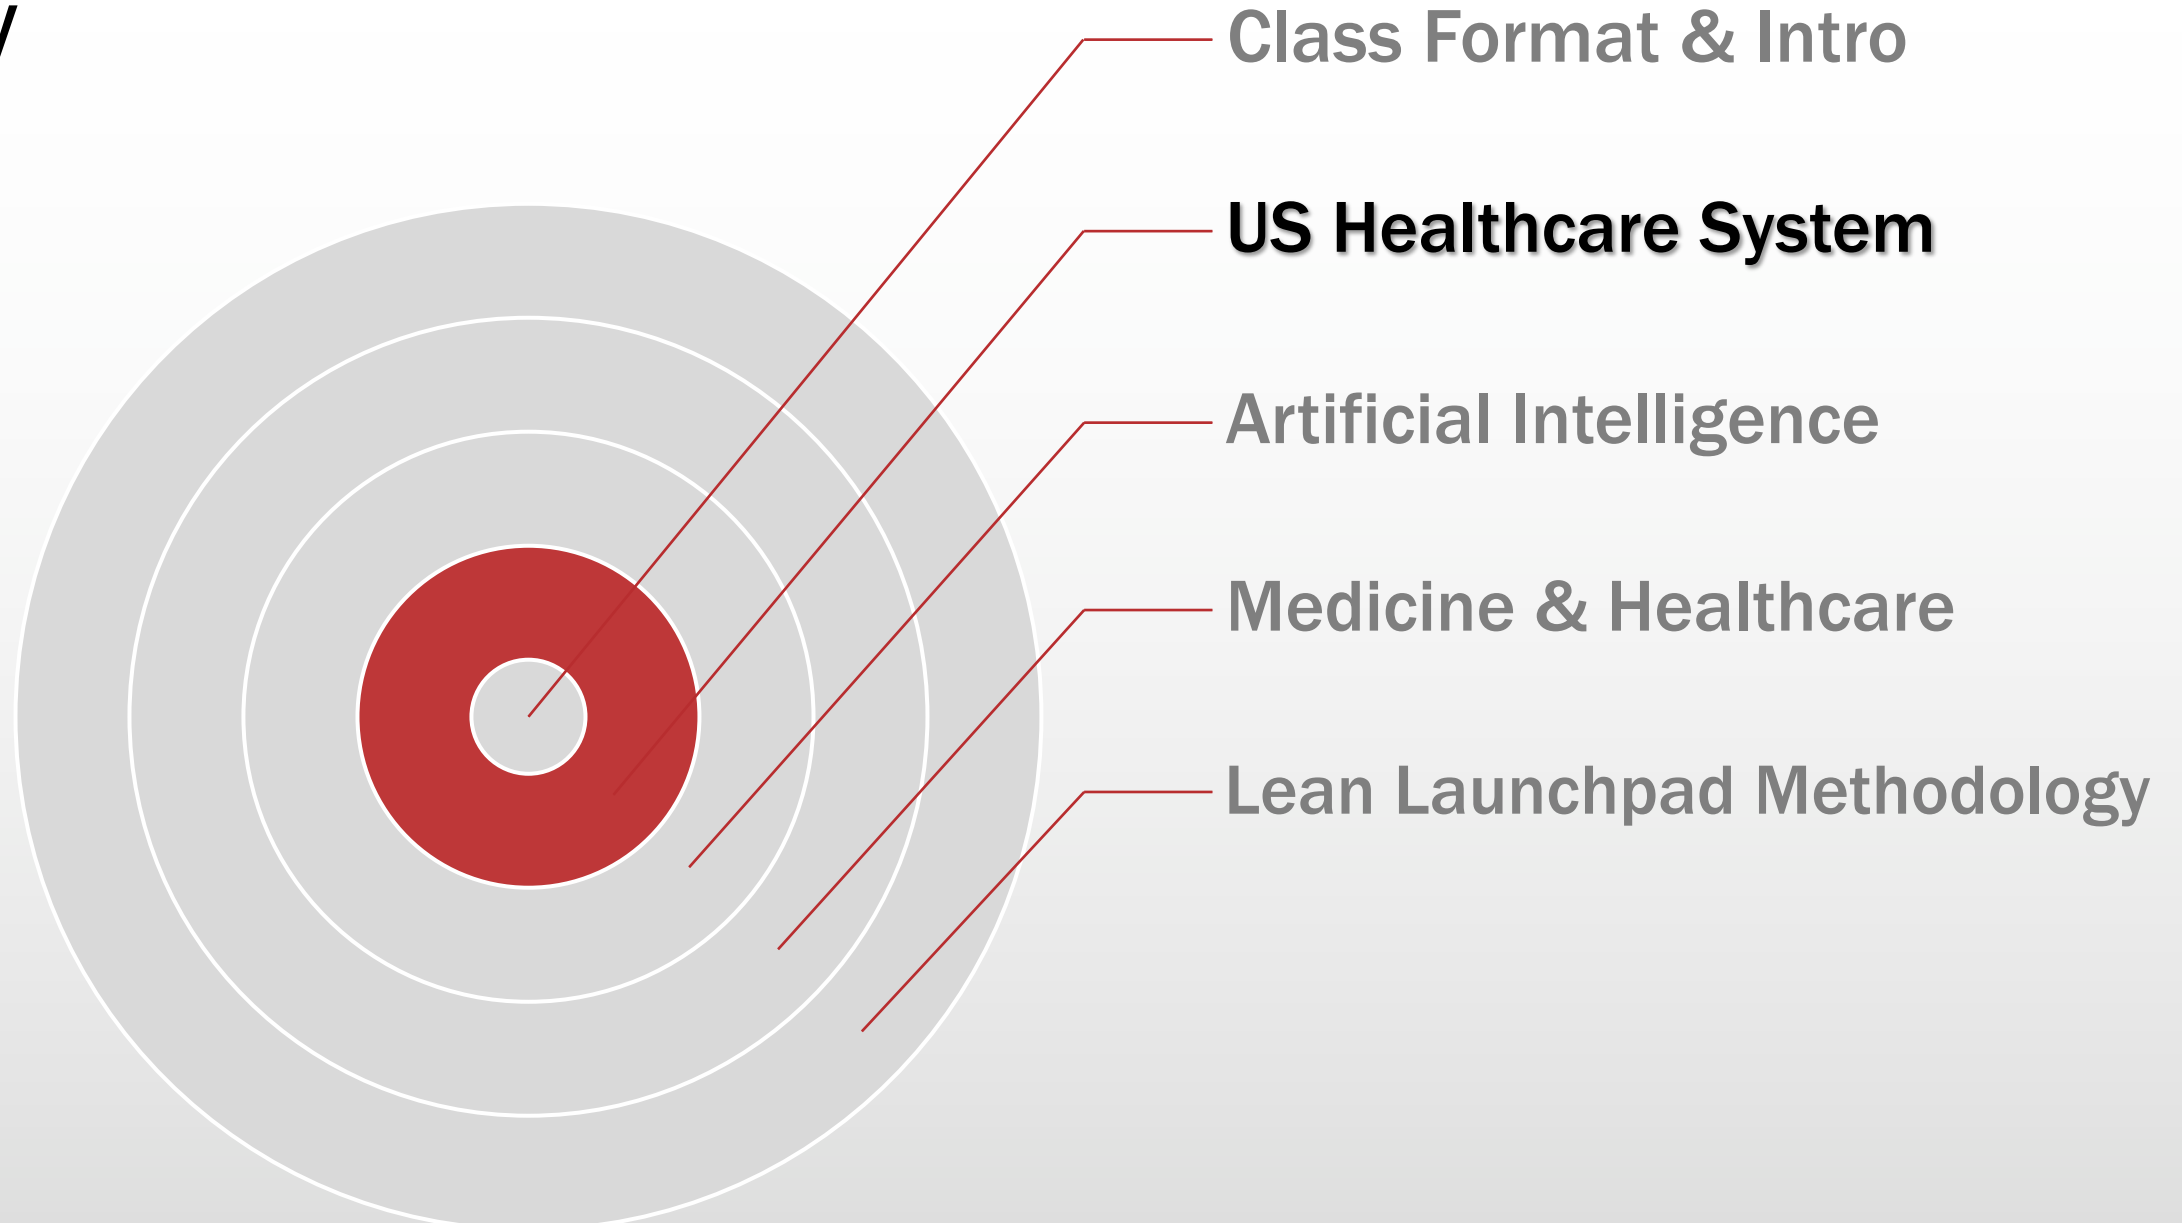 Class Format & Intro
US Healthcare System
Artificial Intelligence
Medicine & Healthcare
Lean Launchpad Methodology